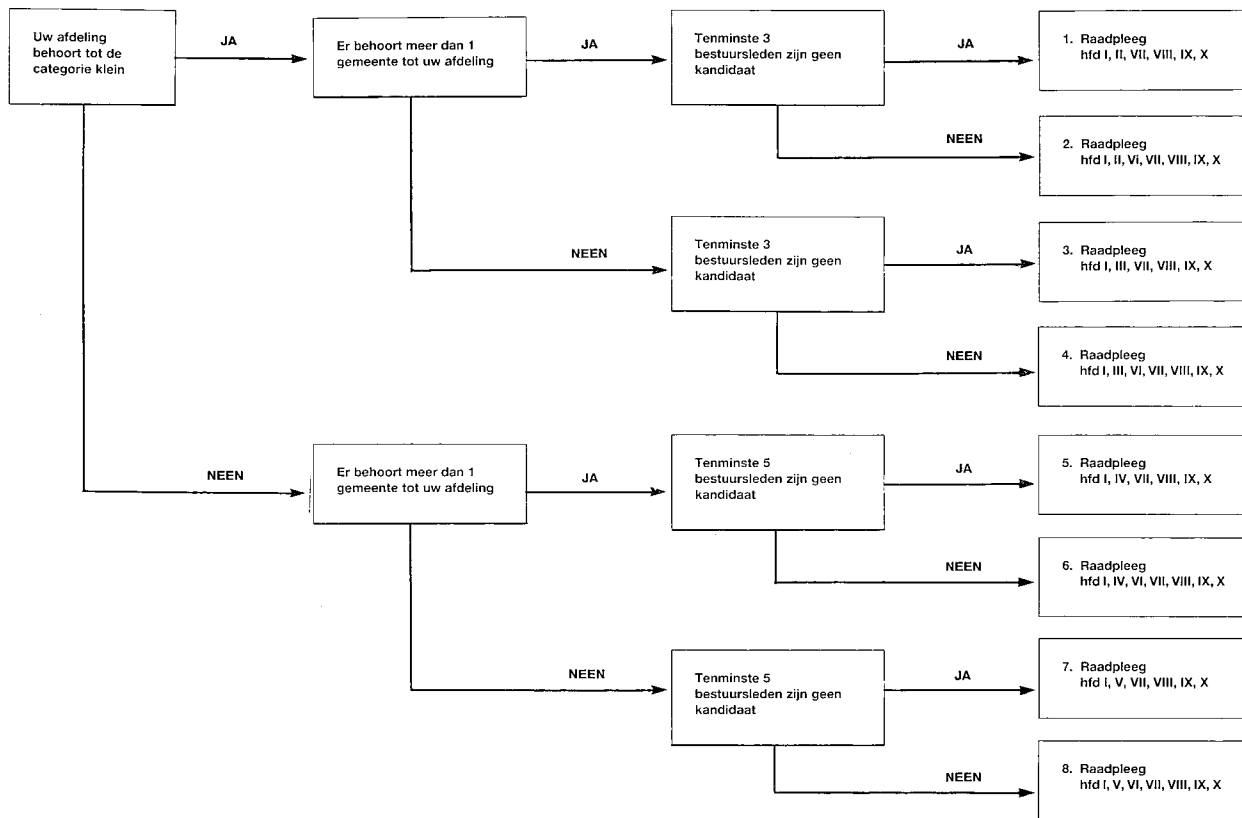 Uw afdeling
behoort tot de
categorie klein
JA
Er behoort meer dan 1
gemeente tot uw afdeling
JA
Tenminste 3
bestuursleden zijn geen
kandidaat
JA
1. Raadpleeg
hfd I, II, VII, VIII, IX, X
NEEN
2. Raadpleeg
hfd I, II, VI, VII, VIII, IX, X
NEEN
Tenminste 3
bestuursleden zijn geen
kandidaat
JA
3. Raadpleeg
hfd I, III, VII, VIII, IX, X
NEEN
4. Raadpleeg
hfd I, III, VI, VII, VIII, IX, X
NEEN
Er behoort meer dan 1
gemeente tot uw afdeling
JA
Tenminste 5
bestuursleden zijn geen
kandidaat
JA
5. Raadpleeg
hfd I, IV, VII, VIII, IX, X
NEEN
6. Raadpleeg
hfd I, IV, VI, VII, VIII, IX, X
NEEN
Tenminste 5
bestuursleden zijn geen
kandidaat
JA
7. Raadpleeg
hfd I, V, VII, VIII, IX, X
NEEN
8. Raadpleeg
hfd I, V, VI, VII, VIII, IX, X